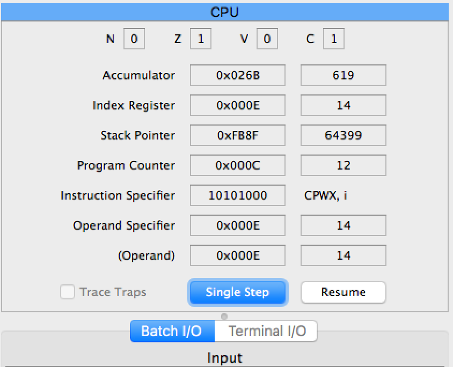 CPU
N 0 Z 1 V 0 C 1
Accumulator 0x026B 619
Index Register 0x000E 14
Stack Pointer 0xFB8F 64399
Program Counter 0x000C 12
Instruction Specifier 10101000 CPWX, i
Operand Specifier 0x000E 14
(Operand) 0x000E 14
Trace Traps Single Step Resume
Batch I/O Terminal I/O
Input